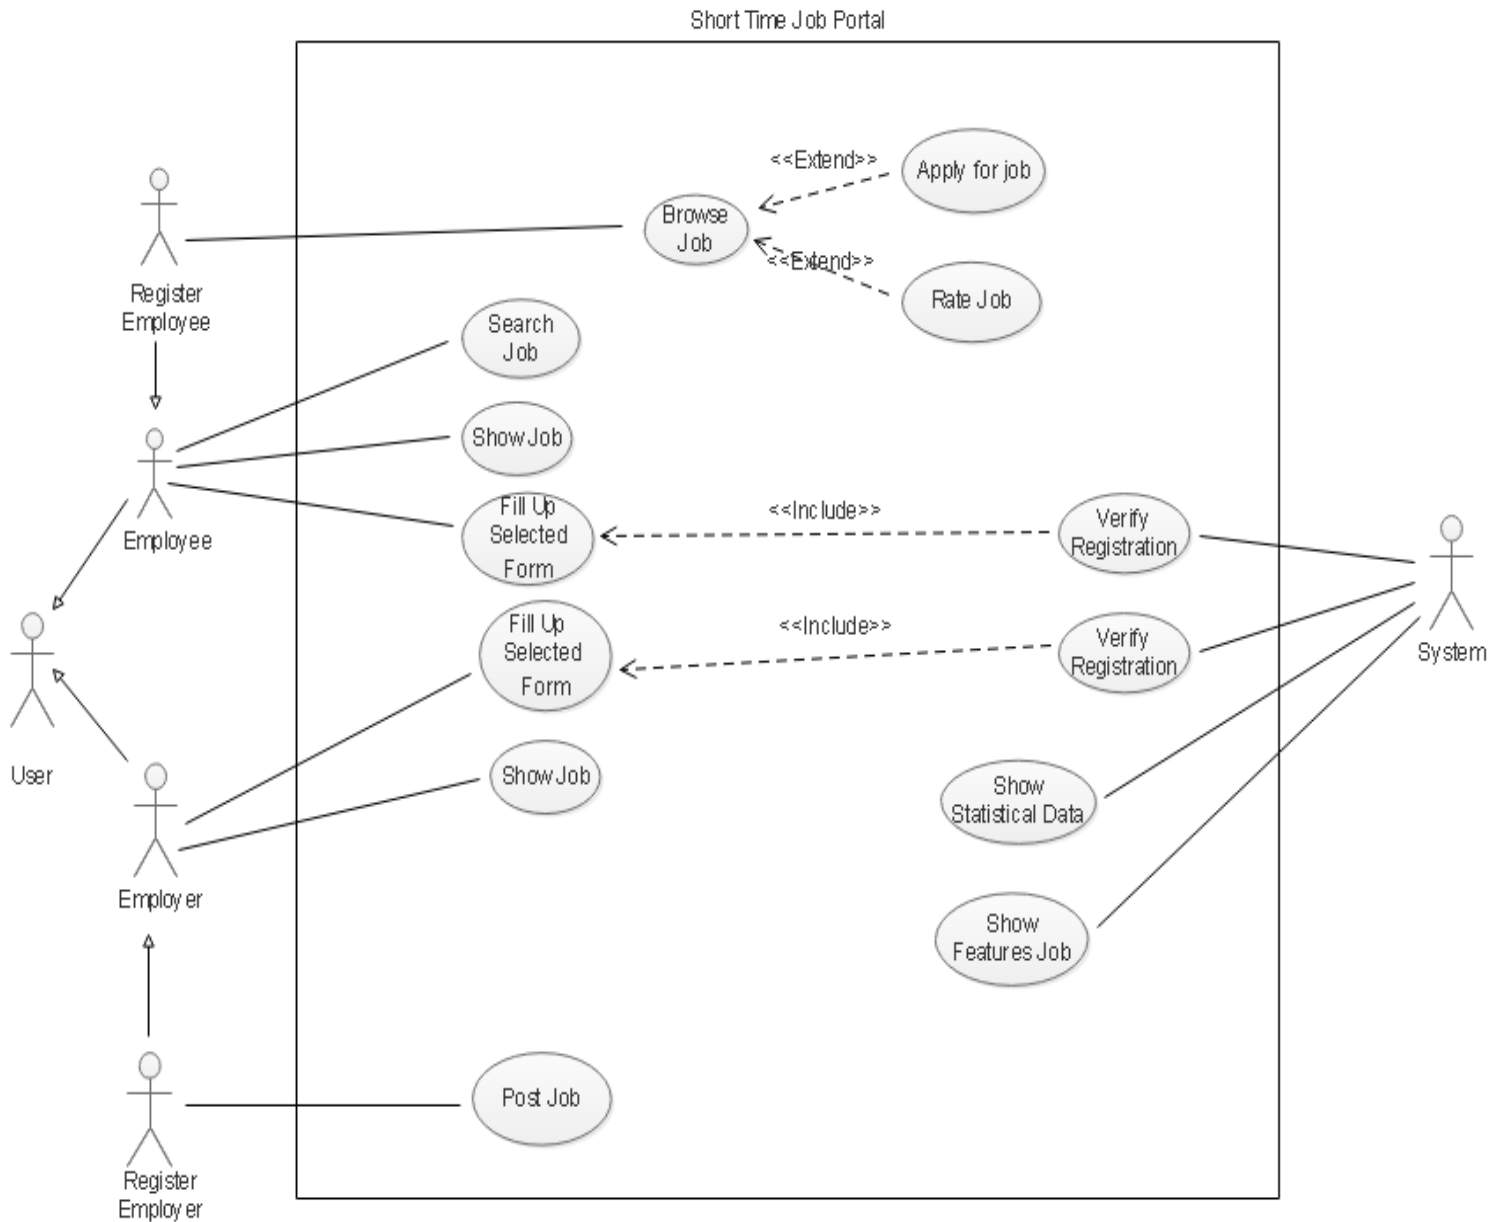 Short Time Job Portal
<<Extend>>
Apply for job
Browse
Job
<<Extend>>
Rate Job
Register
Employee
Search
Job
Show Job
Employee
Fill Up
Selected
Form
<<Include>>
Verify
Registration
System
Fill Up
Selected
Form
<<Include>>
Verify
Registration
User
Show Job
Show
Statistical Data
Employer
Show
Features Job
Post Job
Register
Employer